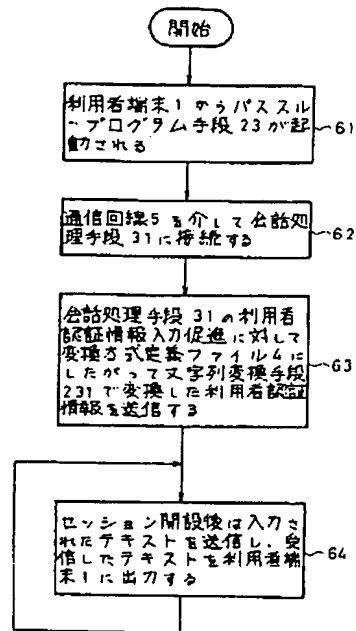 開始
利用者端末1からパススル
ープログラム手段23が起
動される
61
通信回線5を介して会話処
理手段31に接続する
62
会話処理手段31の利用者
認証情報入力促進に対して
変換方式定義ファイル4に
したがって文字列変換手段
231で変換した利用者認証
情報を送信する
63
セッション開設後は入力さ
れたテキストを送信し、受
信したテキストを利用者端
末1に出力する
64